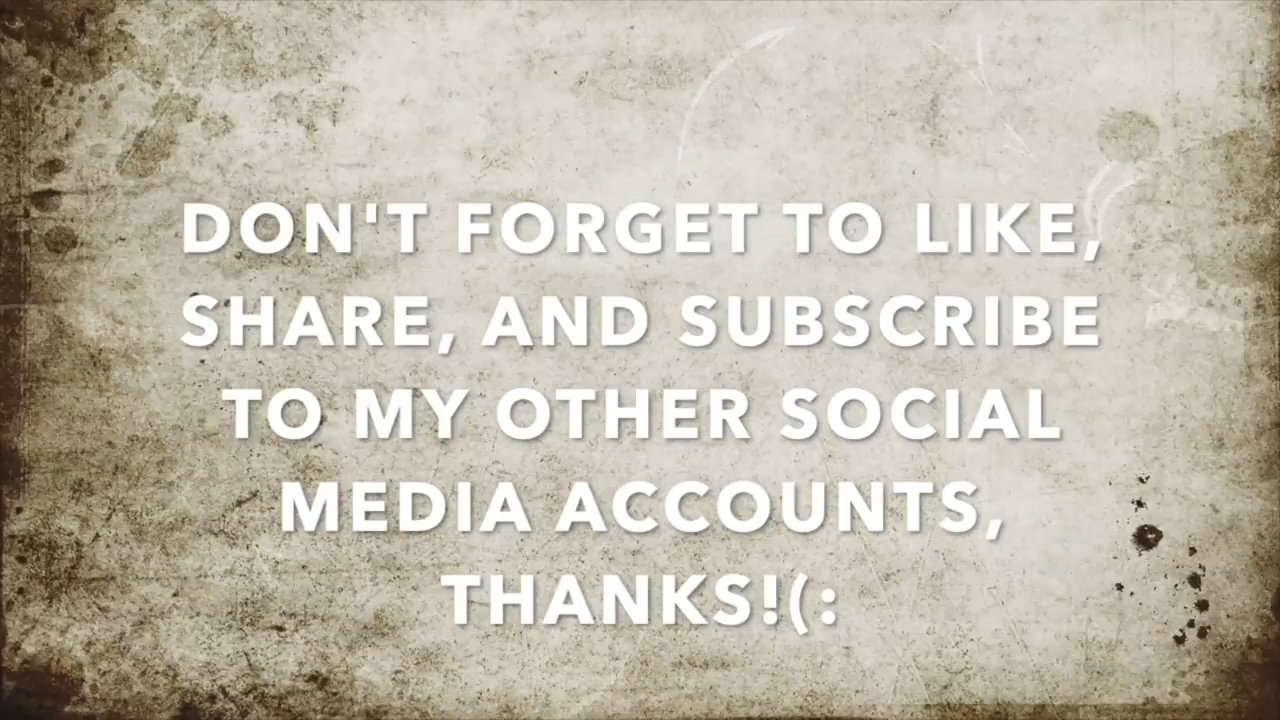 DON'T FORGET TO LIKE,
SHARE, AND SUBSCRIBE
TO MY OTHER SOCIAL
MEDIA ACCOUNTS,
THANKS!(: